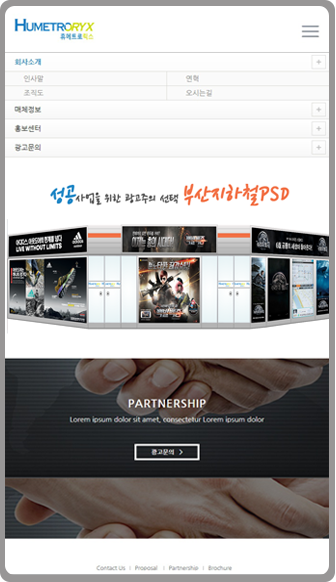 HUMETRORYX
휴메트로릭스
회사소개
인사말 연혁
조직도 오시는길
매체정보
홍보센터
광고문의
성공사업을 위한 광고주의 선택 부산지하철PSD
LIVE WITHOUT LIMITS
adidas
PARTNERSHIP
Lorem ipsum dolor sit amet, consectetur Lorem ipsum dolor
광고문의 >
Contact Us | Proposal | Partnership | Brochure